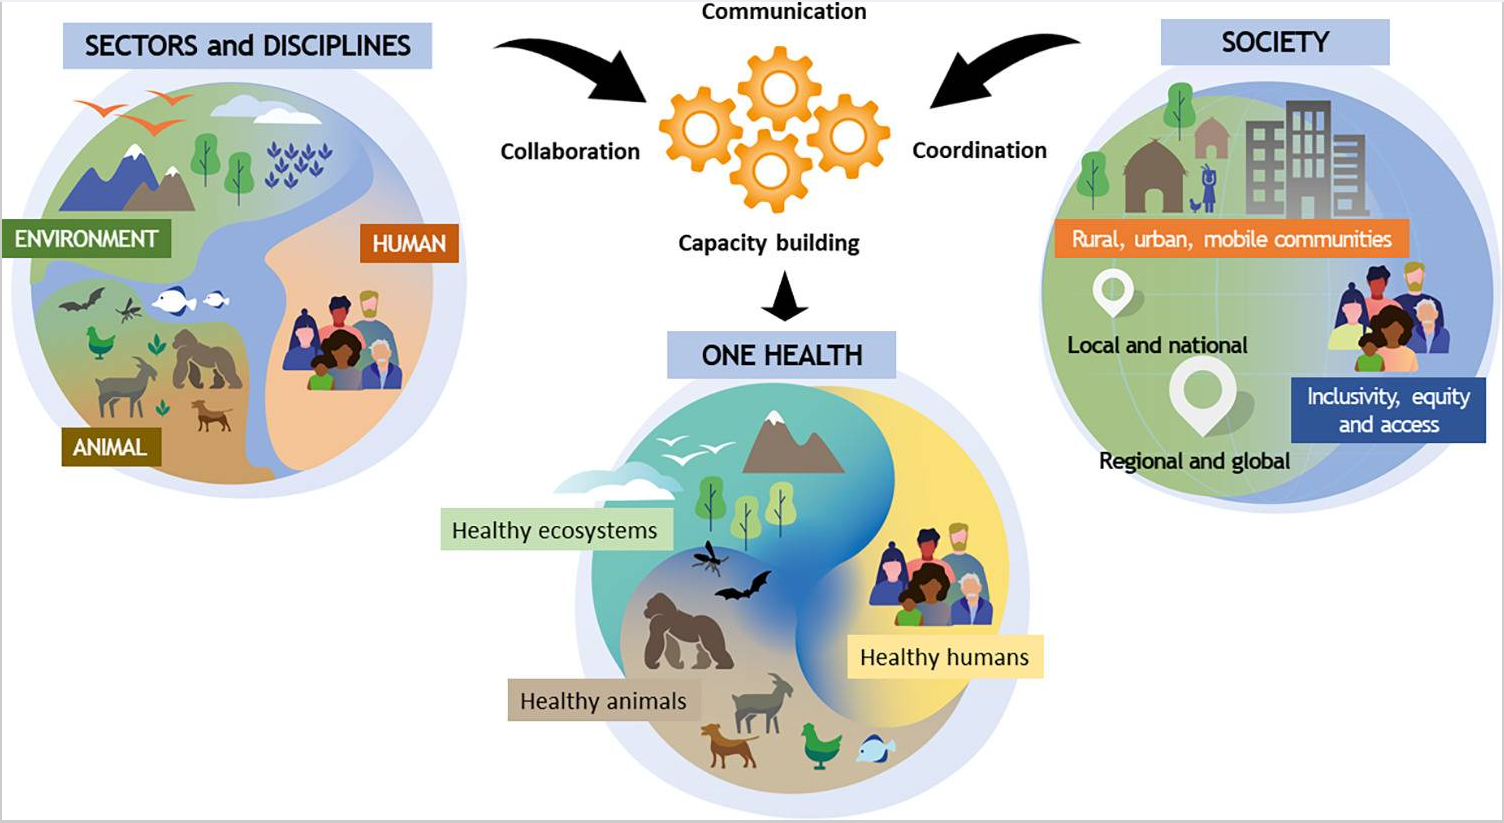 Communication
SECTORS and DISCIPLINES
SOCIETY
Collaboration
Coordination
ENVIRONMENT
HUMAN
Capacity building
Rural, urban, mobile communities
Local and national
ONE HEALTH
Inclusivity, equity
and access
ANIMAL
Regional and global
Healthy ecosystems
Healthy humans
Healthy animals